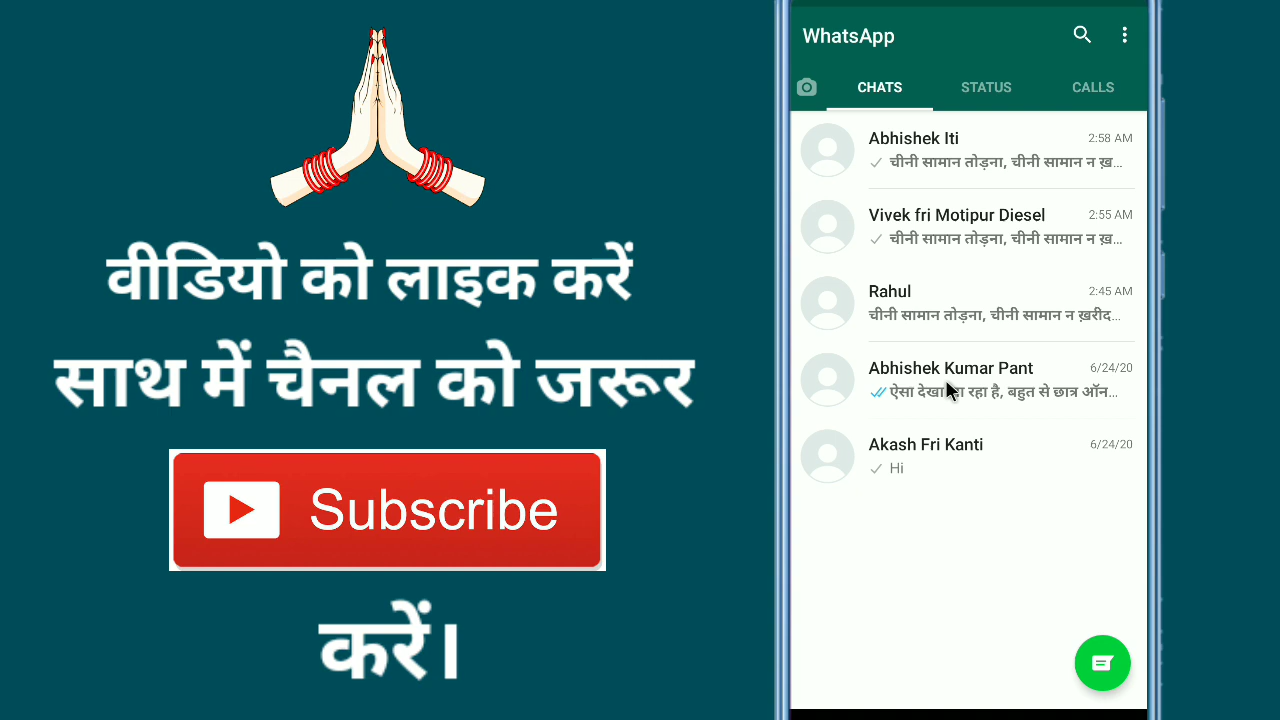 वीडियो को लाइक करें
साथ में चैनल को जरूर
Subscribe
करें।
WhatsApp
CHATS STATUS CALLS
Abhishek Iti 2:58 AM
चीनी सामान तोड़ना, चीनी सामान न ख़...
Vivek fri Motipur Diesel 2:55 AM
चीनी सामान तोड़ना, चीनी सामान न ख़...
Rahul 2:45 AM
चीनी सामान तोड़ना, चीनी सामान न ख़रीद...
Abhishek Kumar Pant 6/24/20
ऐसा देखा रहा है, बहुत से छात्र ऑन...
Akash Fri Kanti 6/24/20
Hi